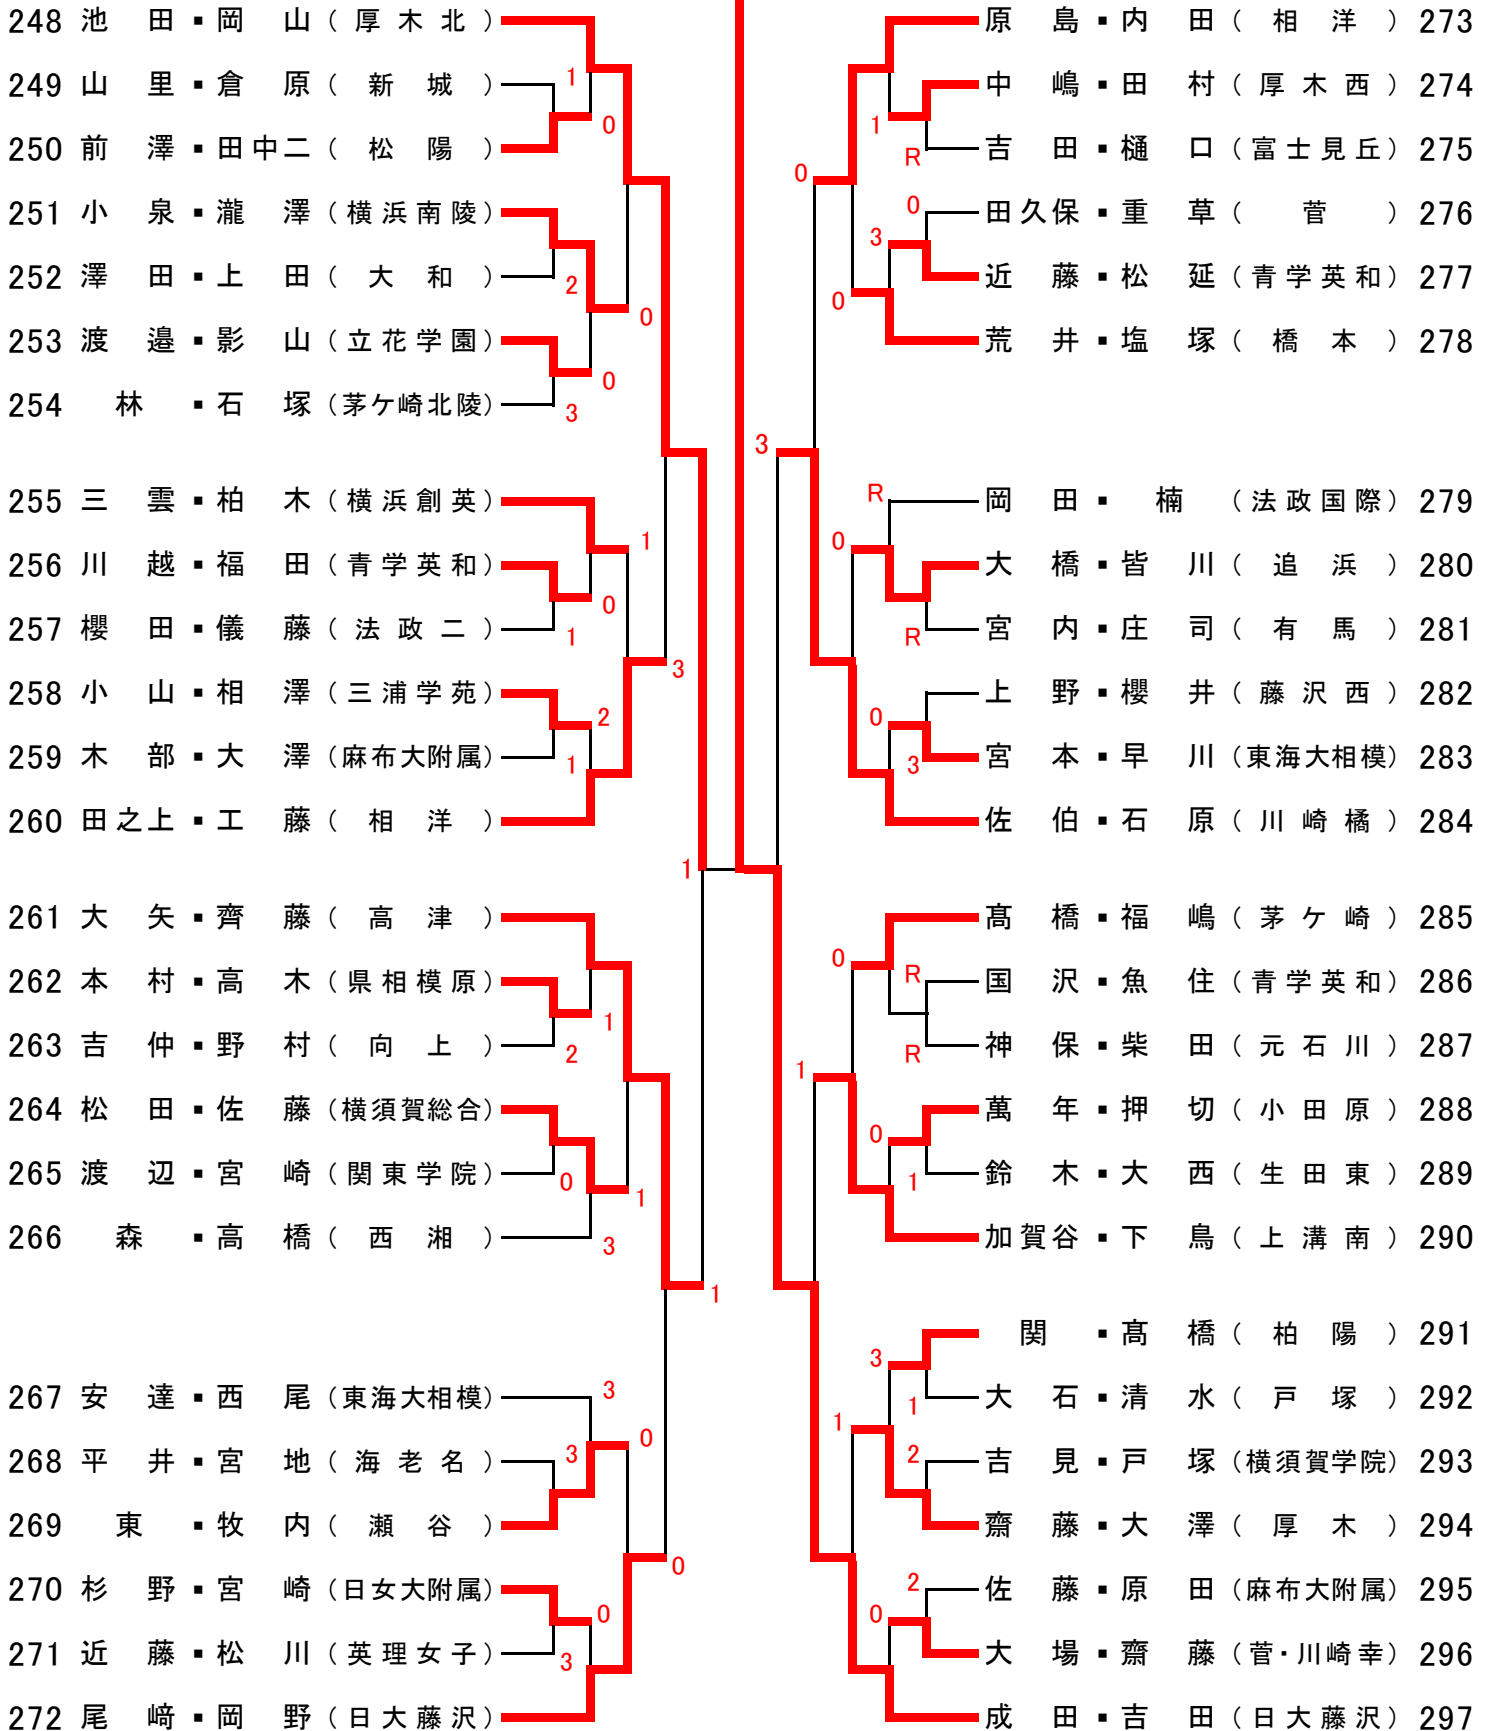 248 池田・岡山（厚木北）
249 山里・倉原（新城）
250 前澤・田中二（松陽）
251 小泉・瀧澤（横浜南陵）
252 澤田・上田（大和）
253 渡邉・影山（立花学園）
254 林・石塚（茅ケ崎北陵）
255 三雲・柏木（横浜創英）
256 川越・福田（青学英和）
257 櫻田・儀藤（法政二）
258 小山・相澤（三浦学苑）
259 木部・大澤（麻布大附属）
260 田之上・工藤（相洋）
261 大矢・齊藤（高津）
262 本村・高木（県相模原）
263 吉仲・野村（向上）
264 松田・佐藤（横須賀総合）
265 渡辺・宮崎（関東学院）
266 森・高橋（西湘）
267 安達・西尾（東海大相模）
268 平井・宮地（海老名）
269 東・牧内（瀬谷）
270 杉野・宮崎（日女大附属）
271 近藤・松川（英理女子）
272 尾﨑・岡野（日大藤沢）
1
0
2
0
0
3
1
0
1
3
2
1
1
1
2
0
1
3
1
3
3
0
0
0
3
原島・内田（相洋）273
中嶋・田村（厚木西）274
吉田・樋口（富士見丘）275
田久保・重草（菅）276
近藤・松延（青学英和）277
荒井・塩塚（橋本）278
岡田・楠（法政国際）279
大橋・皆川（追浜）280
宮内・庄司（有馬）281
上野・櫻井（藤沢西）282
宮本・早川（東海大相模）283
佐伯・石原（川崎橘）284
髙橋・福嶋（茅ケ崎）285
国沢・魚住（青学英和）286
神保・柴田（元石川）287
萬年・押切（小田原）288
鈴木・大西（生田東）289
加賀谷・下鳥（上溝南）290
関・髙橋（柏陽）291
大石・清水（戸塚）292
吉見・戸塚（横須賀学院）293
齋藤・大澤（厚木）294
佐藤・原田（麻布大附属）295
大場・齋藤（菅・川崎幸）296
成田・吉田（日大藤沢）297
1
R
0
0
3
0
3
R
0
R
0
3
0
R
R
1
0
1
3
1
1
2
2
0